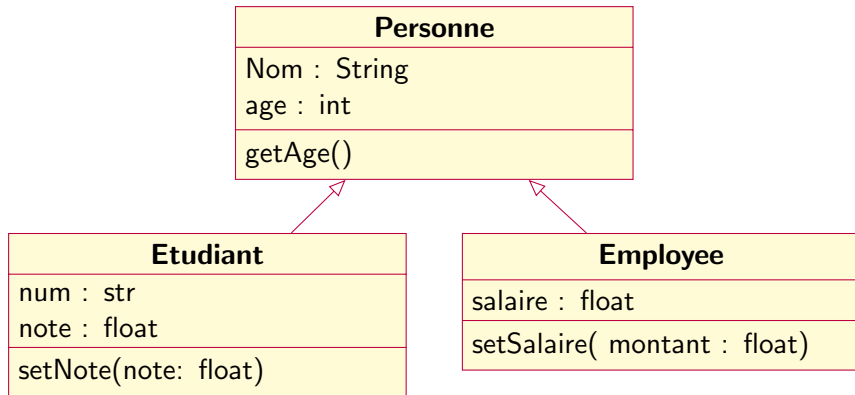 Personne
Nom : String
age : int
getAge()
Etudiant
num : str
note : float
setNote(note: float)
Employee
salaire : float
setSalaire( montant : float)